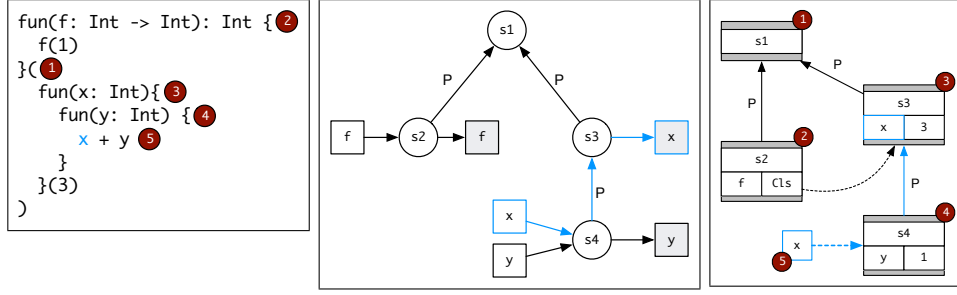 fun(f: Int -> Int): Int { 2
f(1)
}( 1
fun(x: Int){ 3
fun(y: Int) { 4
x + y 5
}
}(3)
)
s1
P
P
f
s2
f
s3
x
P
x
y
s4
y
1
s1
P
P
3
s3
x
3
2
s2
f
Cls
P
4
s4
y
1
x
5